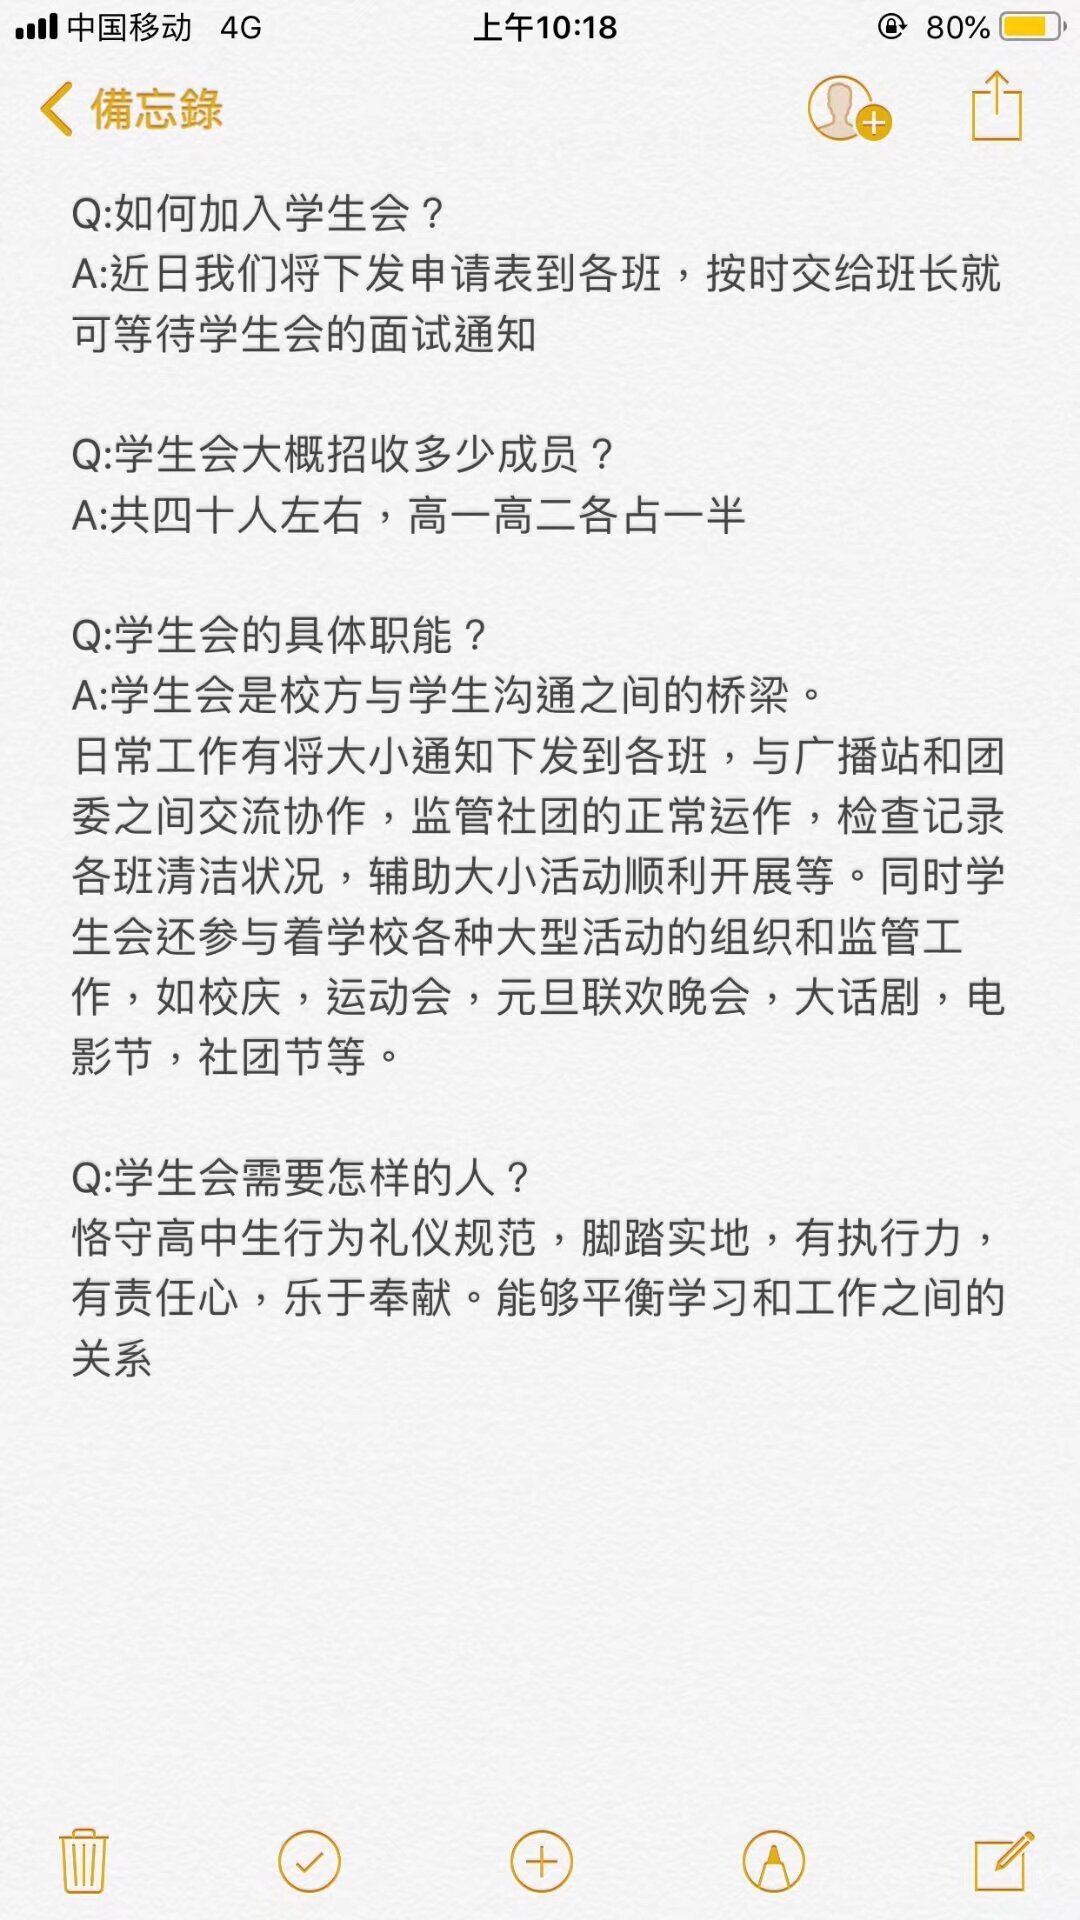 中国移动 4G 上午10:18 80%
備忘錄
Q:如何加入学生会？
A:近日我们将下发申请表到各班，按时交给班长就
可等待学生会的面试通知
Q:学生会大概招收多少成员？
A:共四十人左右，高一高二各占一半
Q:学生会的具体职能？
A:学生会是校方与学生沟通之间的桥梁。
日常工作有将大小通知下发到各班，与广播站和团
委之间交流协作，监管社团的正常运作，检查记录
各班清洁状况，辅助大小活动顺利开展等。同时学
生会还参与着学校各种大型活动的组织和监管工
作，如校庆，运动会，元旦联欢晚会，大话剧，电
影节，社团节等。
Q:学生会需要怎样的人？
恪守高中生行为礼仪规范，脚踏实地，有执行力，
有责任心，乐于奉献。能够平衡学习和工作之间的
关系